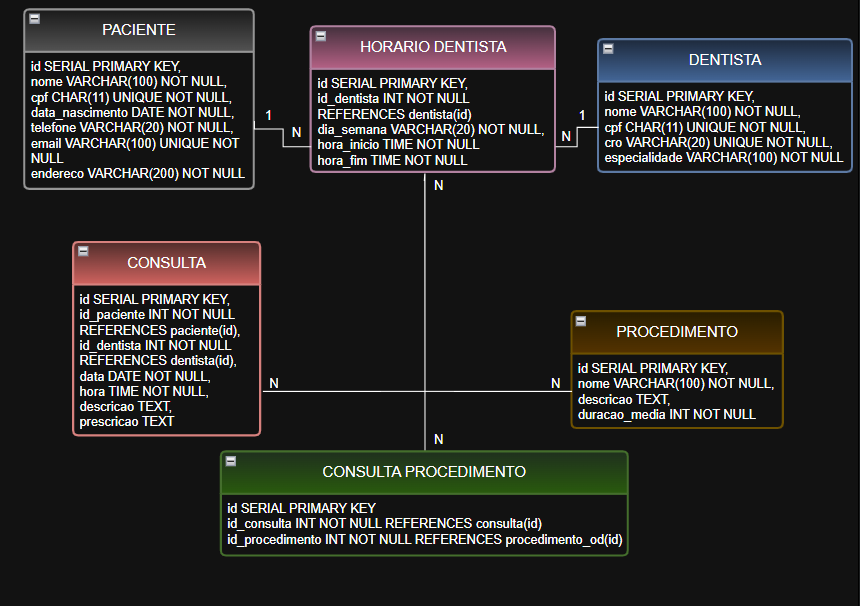 PACIENTE
id SERIAL PRIMARY KEY,
nome VARCHAR(100) NOT NULL,
cpf CHAR(11) UNIQUE NOT NULL,
data_nascimento DATE NOT NULL,
telefone VARCHAR(20) NOT NULL,
email VARCHAR(100) UNIQUE NOT
NULL
endereco VARCHAR(200) NOT NULL
1
N
HORARIO DENTISTA
id SERIAL PRIMARY KEY,
id_dentista INT NOT NULL
REFERENCES dentista(id)
dia_semana VARCHAR(20) NOT NULL,
hora_inicio TIME NOT NULL
hora_fim TIME NOT NULL
N
1
DENTISTA
id SERIAL PRIMARY KEY,
nome VARCHAR(100) NOT NULL,
cpf CHAR(11) UNIQUE NOT NULL,
cro VARCHAR(20) UNIQUE NOT NULL,
especialidade VARCHAR(100) NOT NULL
N
CONSULTA
id SERIAL PRIMARY KEY,
id_paciente INT NOT NULL
REFERENCES paciente(id),
id_dentista INT NOT NULL
REFERENCES dentista(id),
data DATE NOT NULL,
hora TIME NOT NULL,
descricao TEXT,
prescricao TEXT
N
N
PROCEDIMENTO
id SERIAL PRIMARY KEY,
nome VARCHAR(100) NOT NULL,
descricao TEXT,
duracao_media INT NOT NULL
N
CONSULTA PROCEDIMENTO
id SERIAL PRIMARY KEY
id_consulta INT NOT NULL REFERENCES consulta(id)
id_procedimento INT NOT NULL REFERENCES procedimento_od(id)